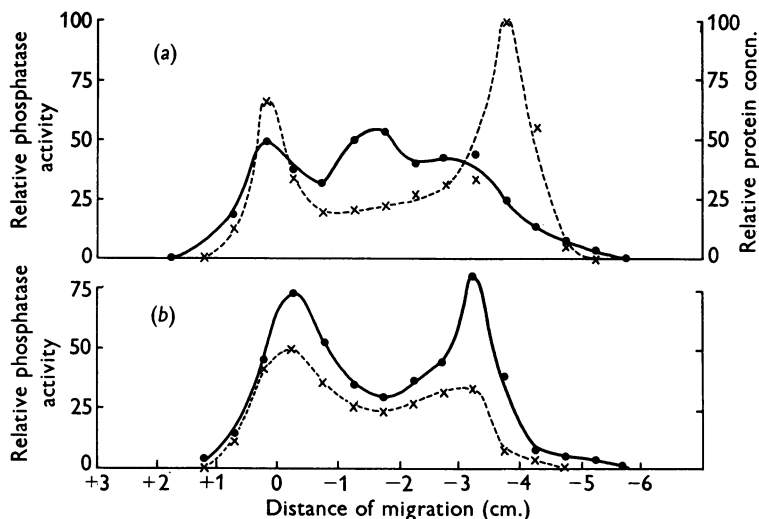 100
75
50
25
0
(a)
Relative phosphatase
activity
100
75
50
25
0
Relative protein concn.
75
50
25
0
(b)
Relative phosphatase
activity
+3 +2 +1 0 −1 −2 −3 −4 −5 −6
Distance of migration (cm.)